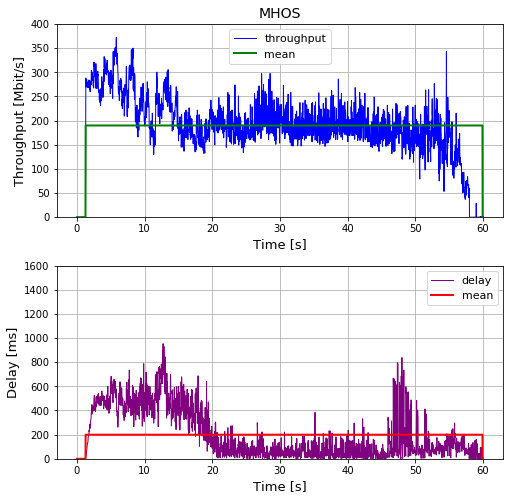 MHOS
throughput
mean
Throughput [Mbit/s]
400
350
300
250
200
150
100
50
0
0 10 20 30 40 50 60
Time [s]
delay
mean
Delay [ms]
1600
1400
1200
1000
800
600
400
200
0
0 10 20 30 40 50 60
Time [s]